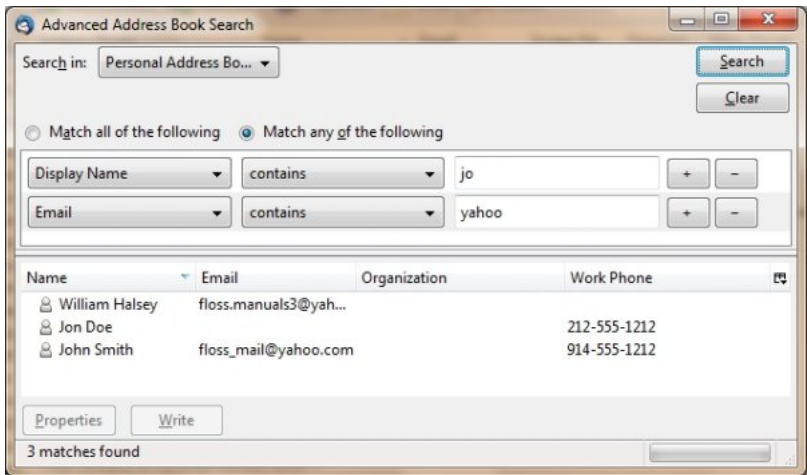 Advanced Address Book Search
Search in: Personal Address Bo...
Search
Clear
Match all of the following Match any of the following
Display Name contains jo + −
Email contains yahoo + −
Name Email Organization Work Phone
William Halsey floss.manuals3@yah...
Jon Doe 212-555-1212
John Smith floss_mail@yahoo.com 914-555-1212
Properties Write
3 matches found